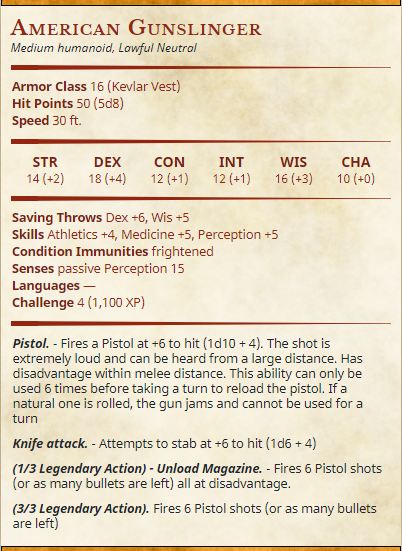 American Gunslinger
Medium humanoid, Lawful Neutral
Armor Class 16 (Kevlar Vest)
Hit Points 50 (5d8)
Speed 30 ft.
STR DEX CON INT WIS CHA
14 (+2) 18 (+4) 12 (+1) 12 (+1) 16 (+3) 10 (+0)
Saving Throws Dex +6, Wis +5
Skills Athletics +4, Medicine +5, Perception +5
Condition Immunities frightened
Senses passive Perception 15
Languages —
Challenge 4 (1,100 XP)
Pistol. - Fires a Pistol at +6 to hit (1d10 + 4). The shot is
extremely loud and can be heard from a large distance. Has
disadvantage within melee distance. This ability can only be
used 6 times before taking a turn to reload the pistol. If a
natural one is rolled, the gun jams and cannot be used for a
turn
Knife attack. - Attempts to stab at +6 to hit (1d6 + 4)
(1/3 Legendary Action) - Unload Magazine. - Fires 6 Pistol shots
(or as many bullets are left) all at disadvantage.
(3/3 Legendary Action). Fires 6 Pistol shots (or as many bullets
are left)